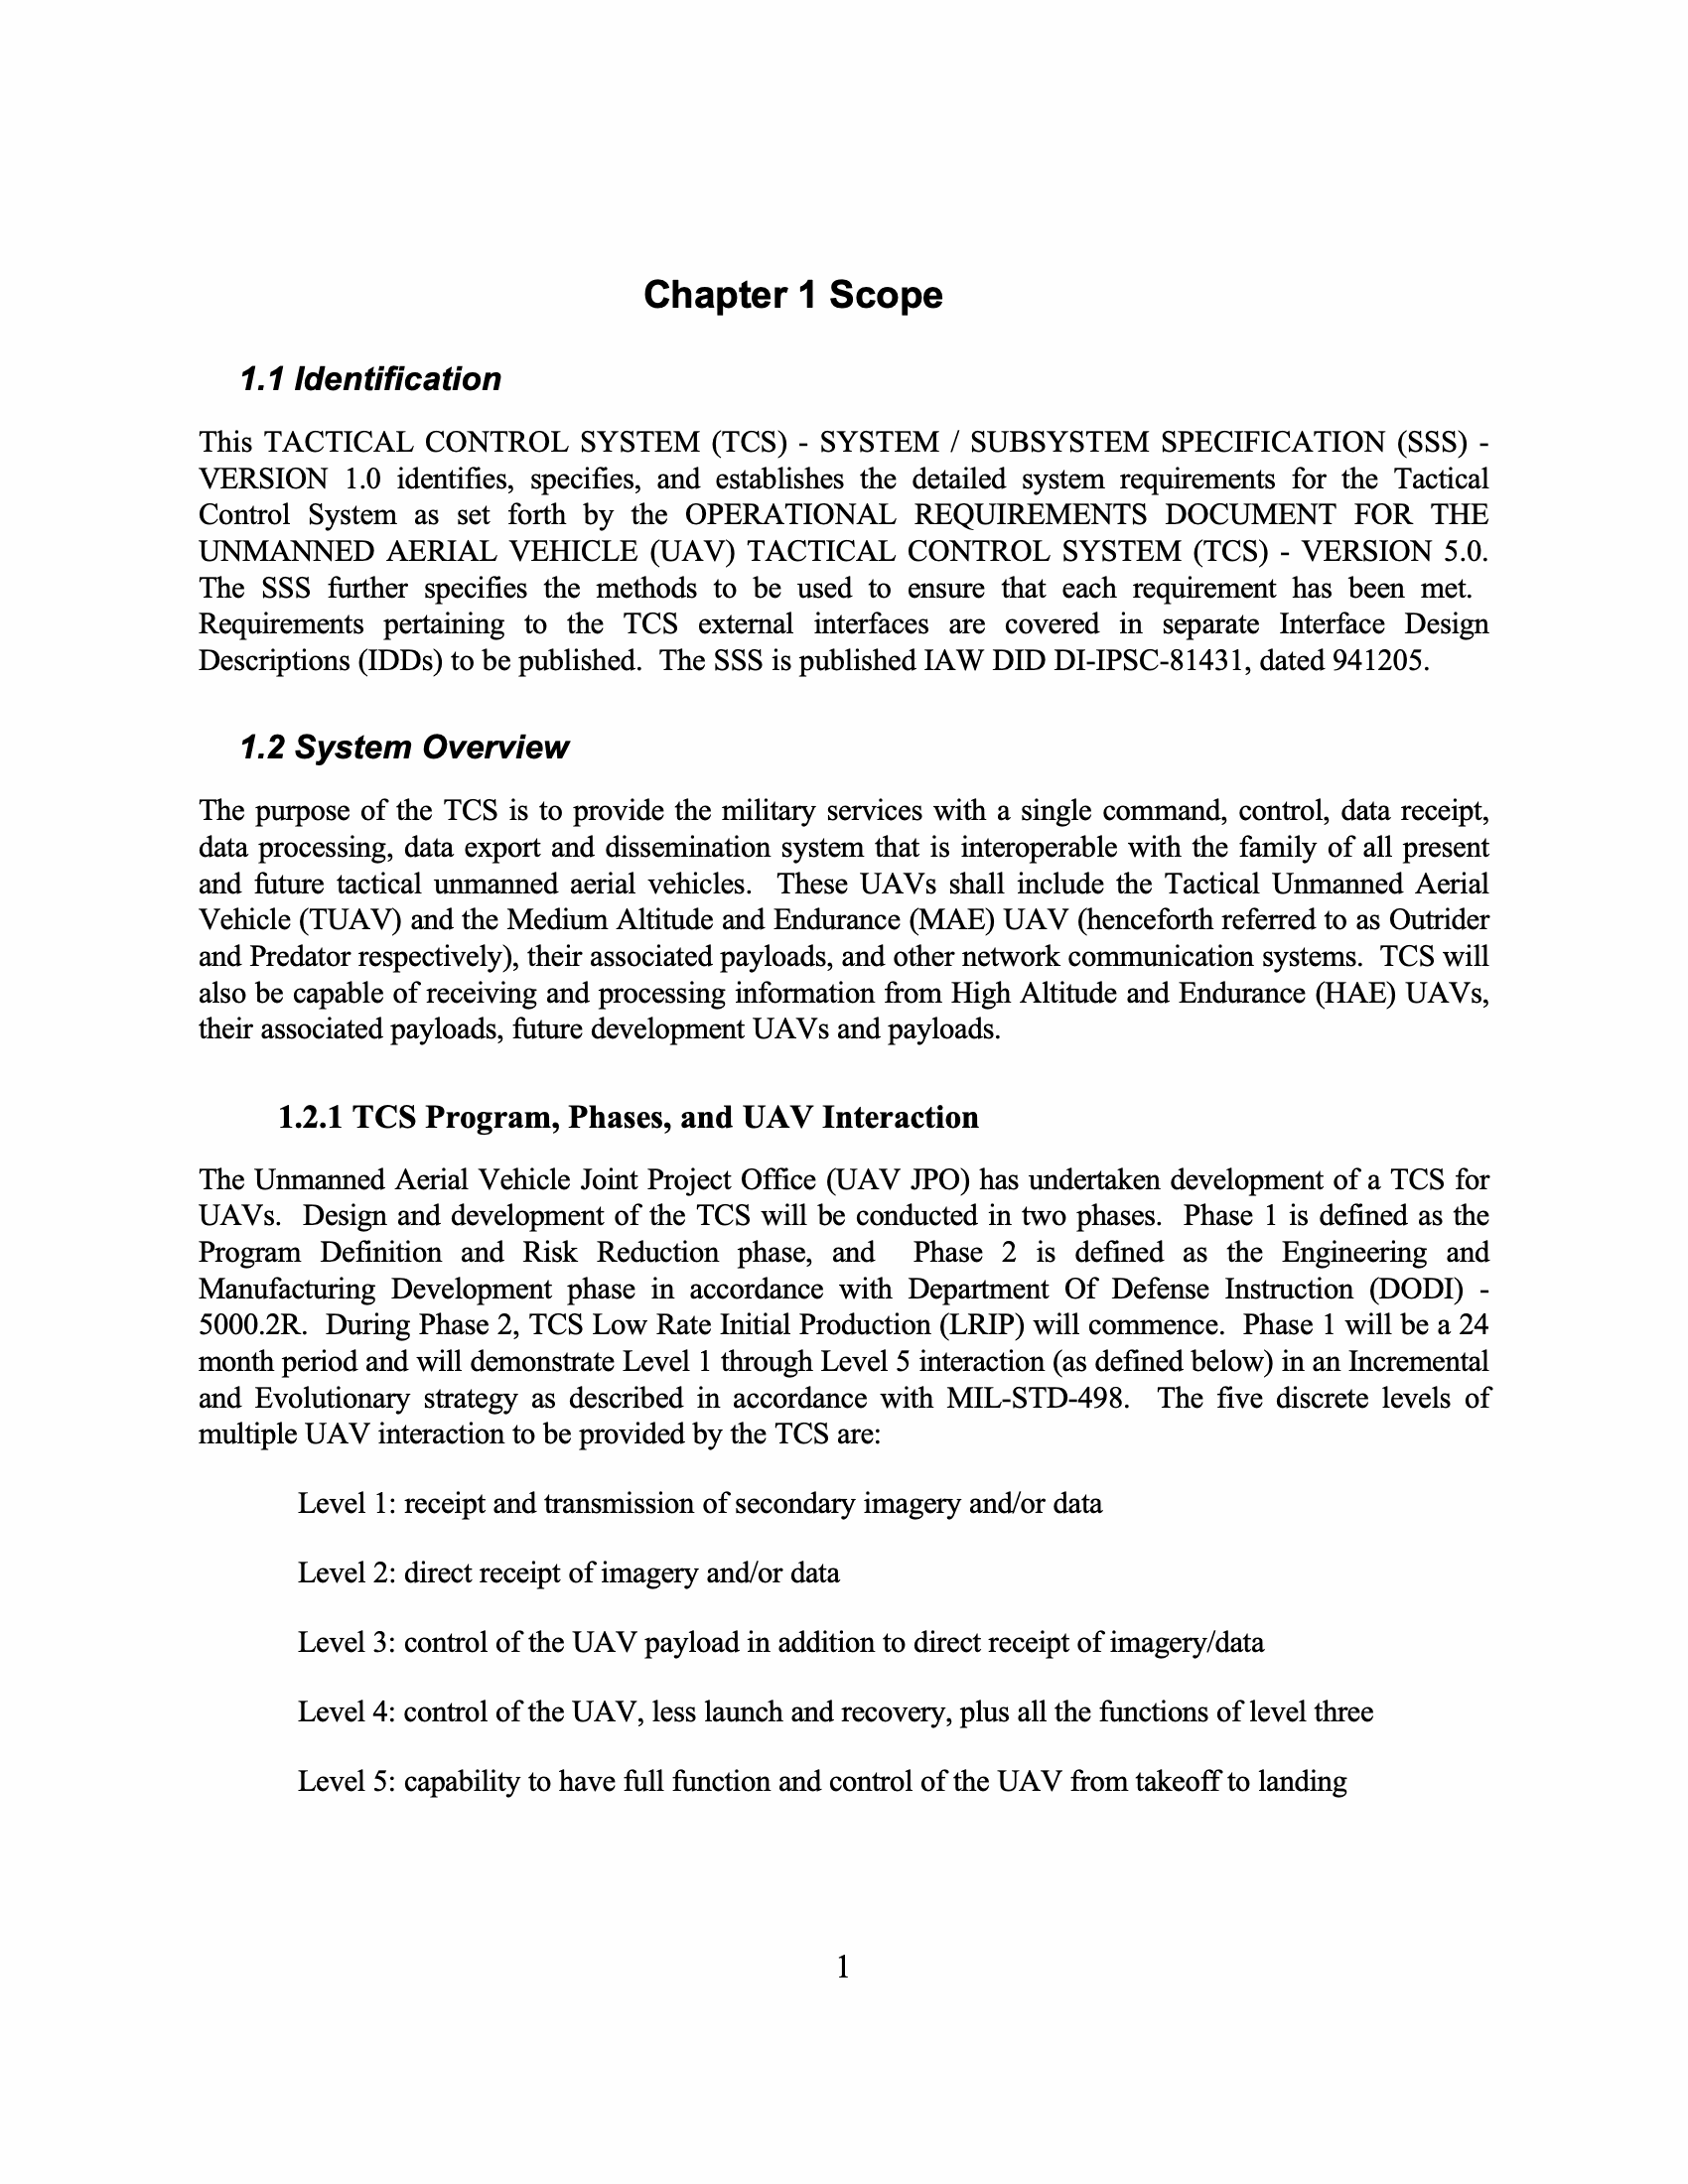 Chapter 1 Scope
1.1 Identification
This TACTICAL CONTROL SYSTEM (TCS) - SYSTEM / SUBSYSTEM SPECIFICATION (SSS) -
VERSION 1.0 identifies, specifies, and establishes the detailed system requirements for the Tactical
Control System as set forth by the OPERATIONAL REQUIREMENTS DOCUMENT FOR THE
UNMANNED AERIAL VEHICLE (UAV) TACTICAL CONTROL SYSTEM (TCS) - VERSION 5.0.
The SSS further specifies the methods to be used to ensure that each requirement has been met.
Requirements pertaining to the TCS external interfaces are covered in separate Interface Design
Descriptions (IDDs) to be published. The SSS is published IAW DID DI-IPSC-81431, dated 941205.
1.2 System Overview
The purpose of the TCS is to provide the military services with a single command, control, data receipt,
data processing, data export and dissemination system that is interoperable with the family of all present
and future tactical unmanned aerial vehicles. These UAVs shall include the Tactical Unmanned Aerial
Vehicle (TUAV) and the Medium Altitude and Endurance (MAE) UAV (henceforth referred to as Outrider
and Predator respectively), their associated payloads, and other network communication systems. TCS will
also be capable of receiving and processing information from High Altitude and Endurance (HAE) UAVs,
their associated payloads, future development UAVs and payloads.
1.2.1 TCS Program, Phases, and UAV Interaction
The Unmanned Aerial Vehicle Joint Project Office (UAV JPO) has undertaken development of a TCS for
UAVs. Design and development of the TCS will be conducted in two phases. Phase 1 is defined as the
Program Definition and Risk Reduction phase, and Phase 2 is defined as the Engineering and
Manufacturing Development phase in accordance with Department Of Defense Instruction (DODI) -
5000.2R. During Phase 2, TCS Low Rate Initial Production (LRIP) will commence. Phase 1 will be a 24
month period and will demonstrate Level 1 through Level 5 interaction (as defined below) in an Incremental
and Evolutionary strategy as described in accordance with MIL-STD-498. The five discrete levels of
multiple UAV interaction to be provided by the TCS are:
Level 1: receipt and transmission of secondary imagery and/or data
Level 2: direct receipt of imagery and/or data
Level 3: control of the UAV payload in addition to direct receipt of imagery/data
Level 4: control of the UAV, less launch and recovery, plus all the functions of level three
Level 5: capability to have full function and control of the UAV from takeoff to landing
1